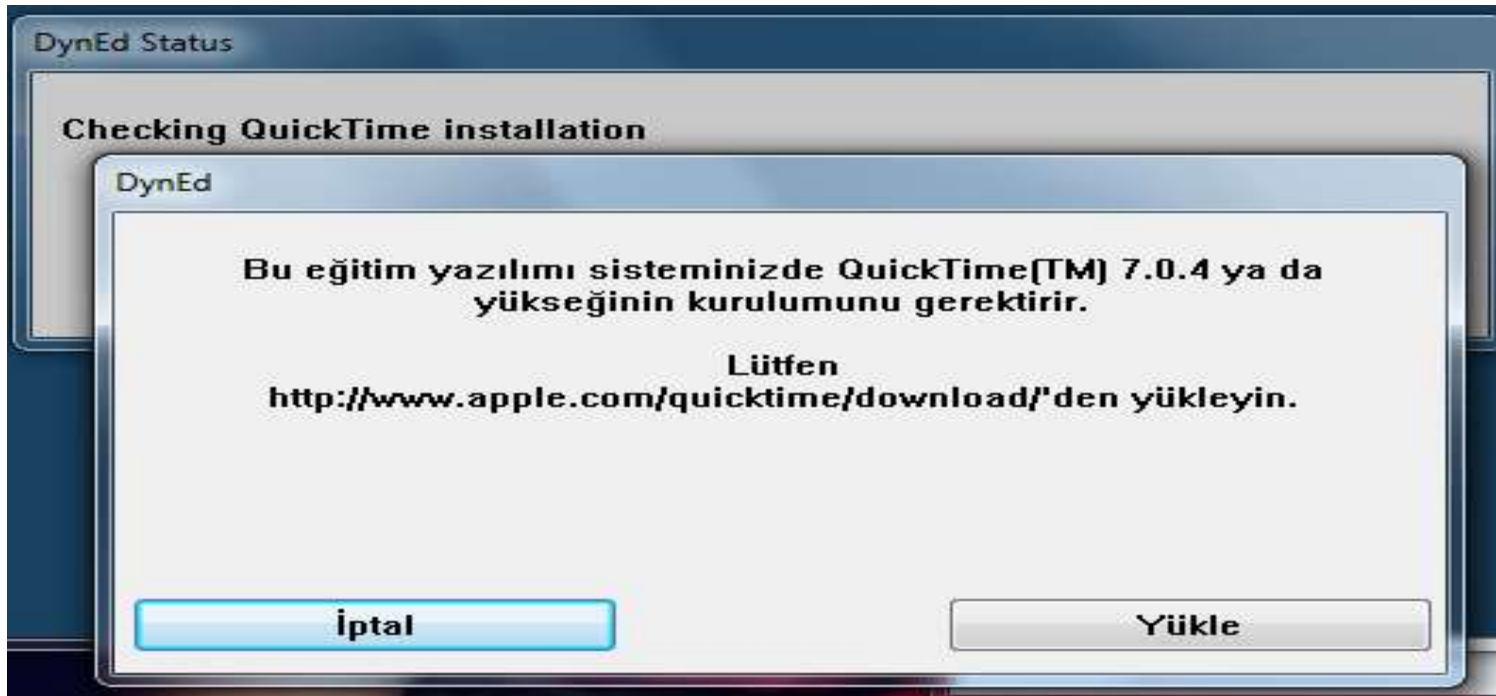 DynEd Status
Checking QuickTime installation
DynEd
Bu eğitim yazılımı sisteminizde QuickTime(TM) 7.0.4 ya da
yükseğinin kurulumunu gerektirir.
Lütfen
http://www.apple.com/quicktime/download/'den yükleyin.
İptal
Yükle